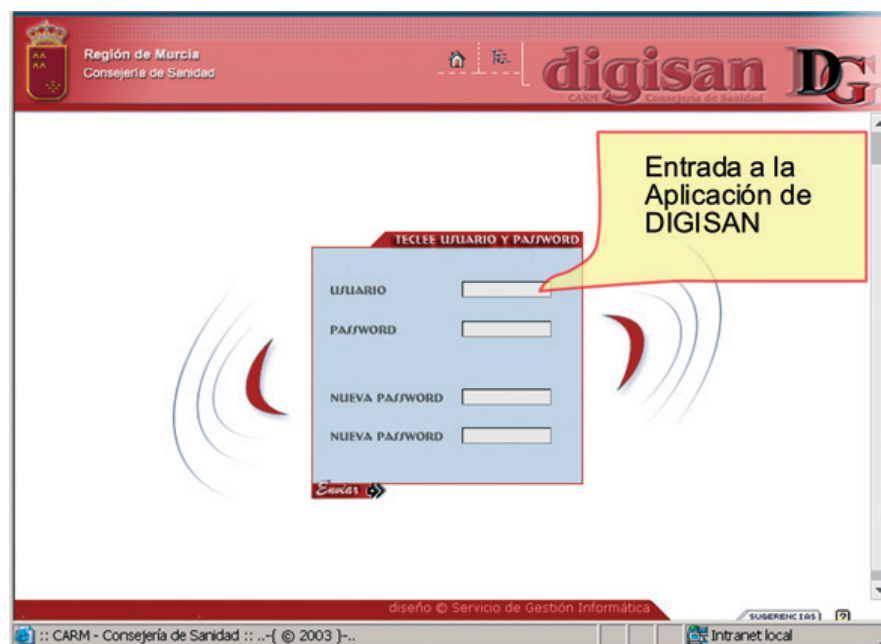 Región de Murcia
Consejería de Sanidad
digisan DG
CARM Consejería de Sanidad
Entrada a la
Aplicación de
DIGISAN
TECLEE USUARIO Y PASSWORD
USUARIO
PASSWORD
NUEVA PASSWORD
NUEVA PASSWORD
Enviar
diseño © Servicio de Gestión Informática
SUGERENCIAS ?
:: CARM - Consejería de Sanidad :: ..-{ © 2003 }-..
Intranet local